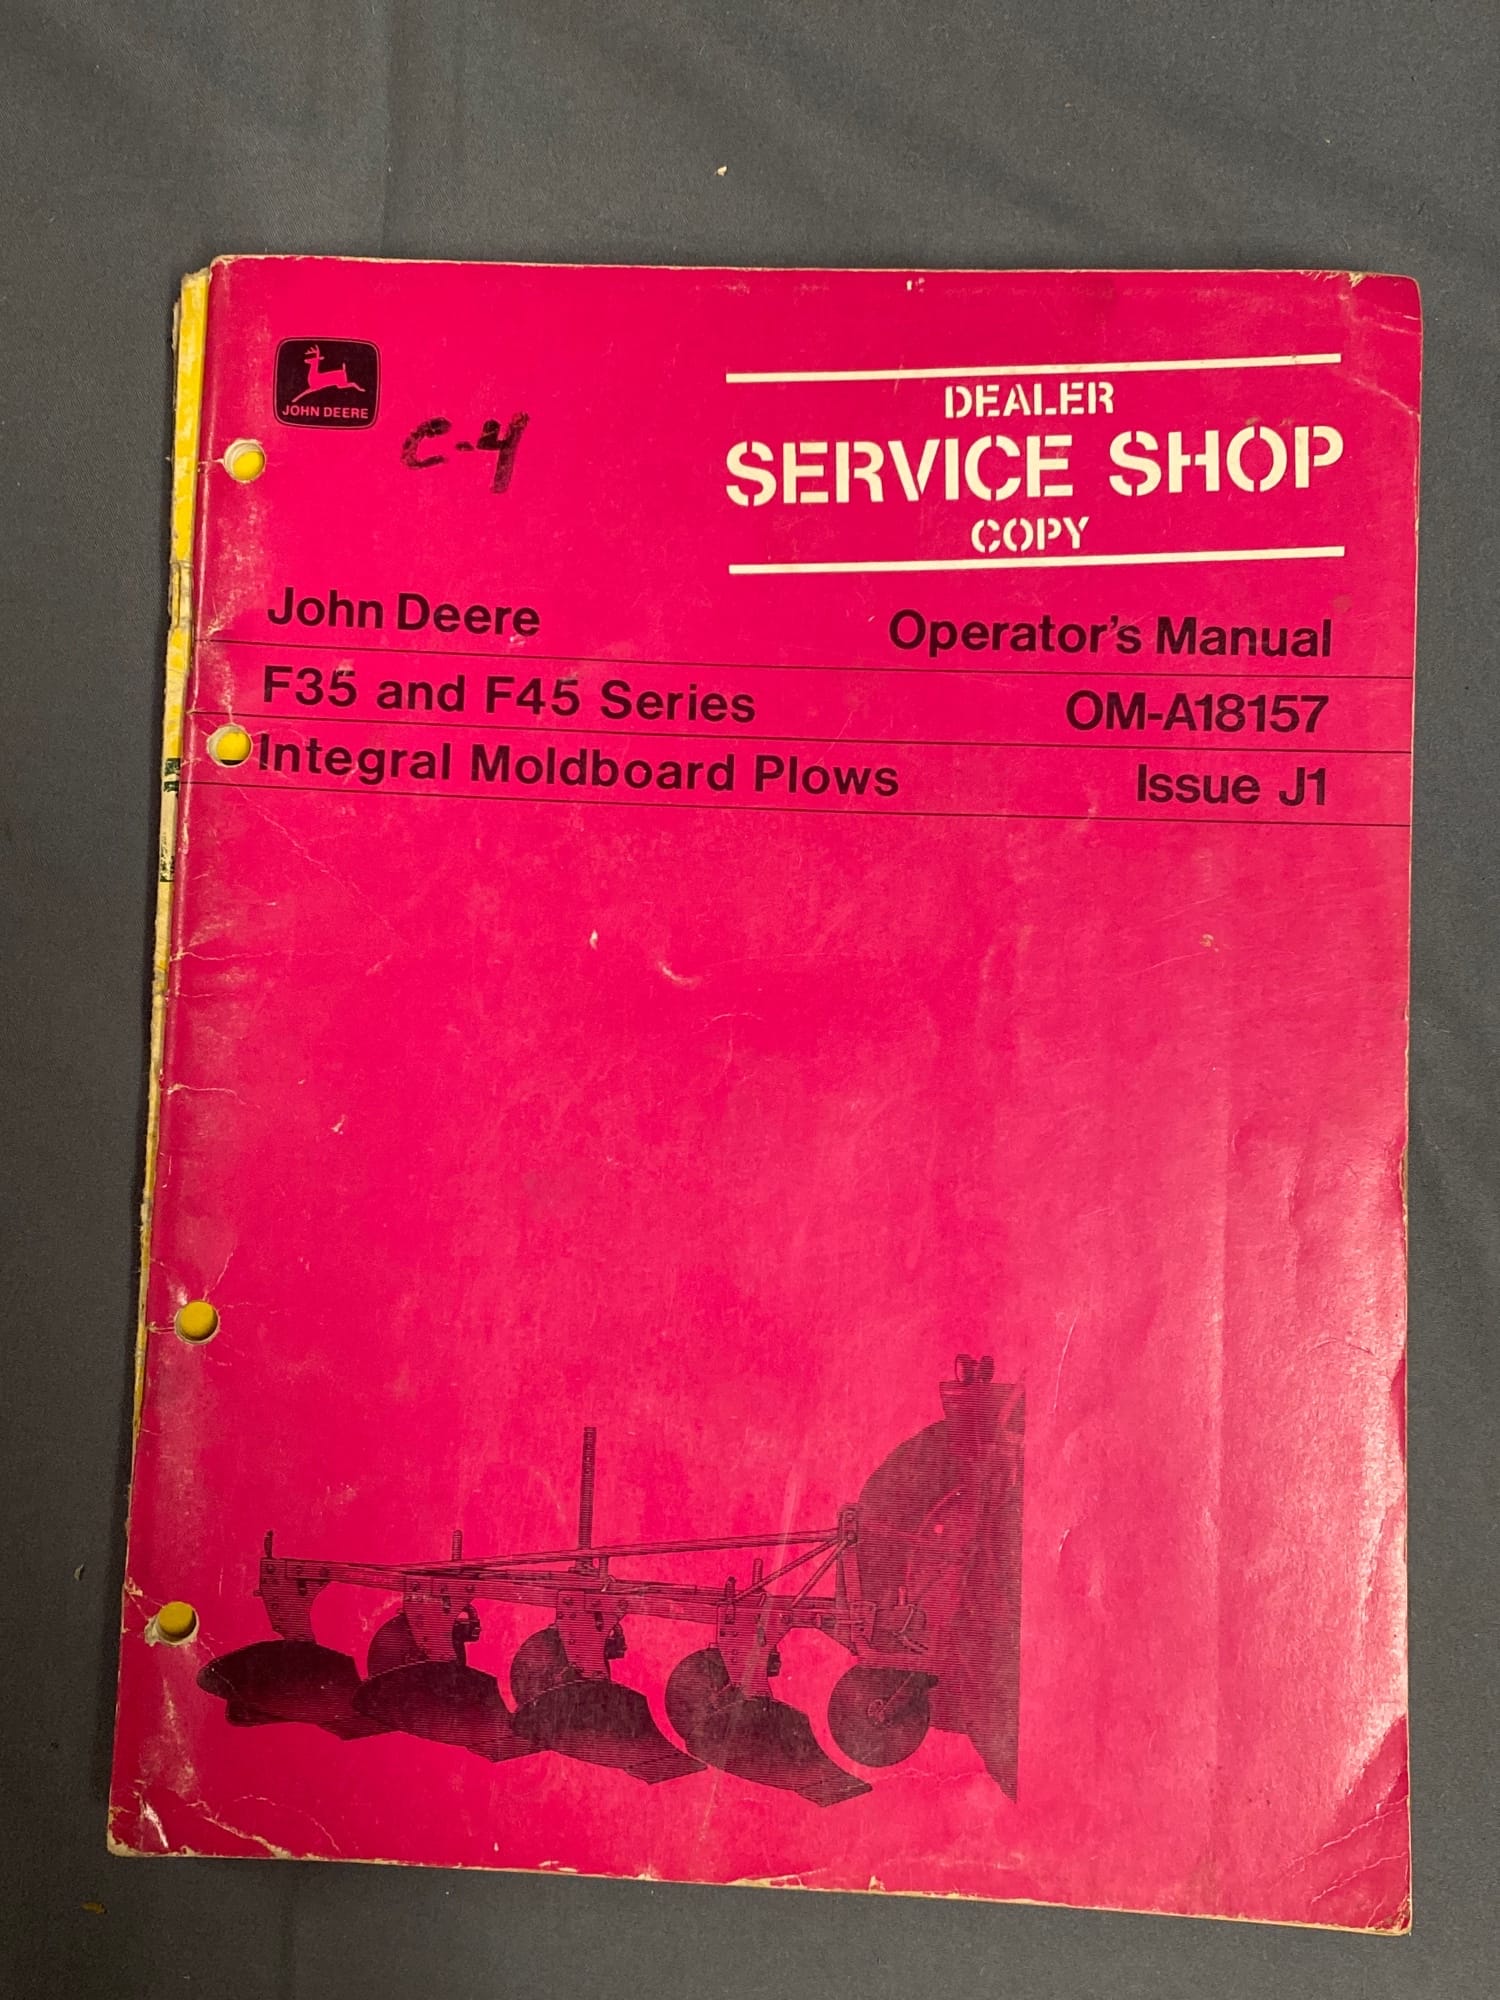 JOHN DEERE
C-4
DEALER
SERVICE SHOP
COPY
John Deere
Operator's Manual
F35 and F45 Series
OM-A18157
Integral Moldboard Plows
Issue J1